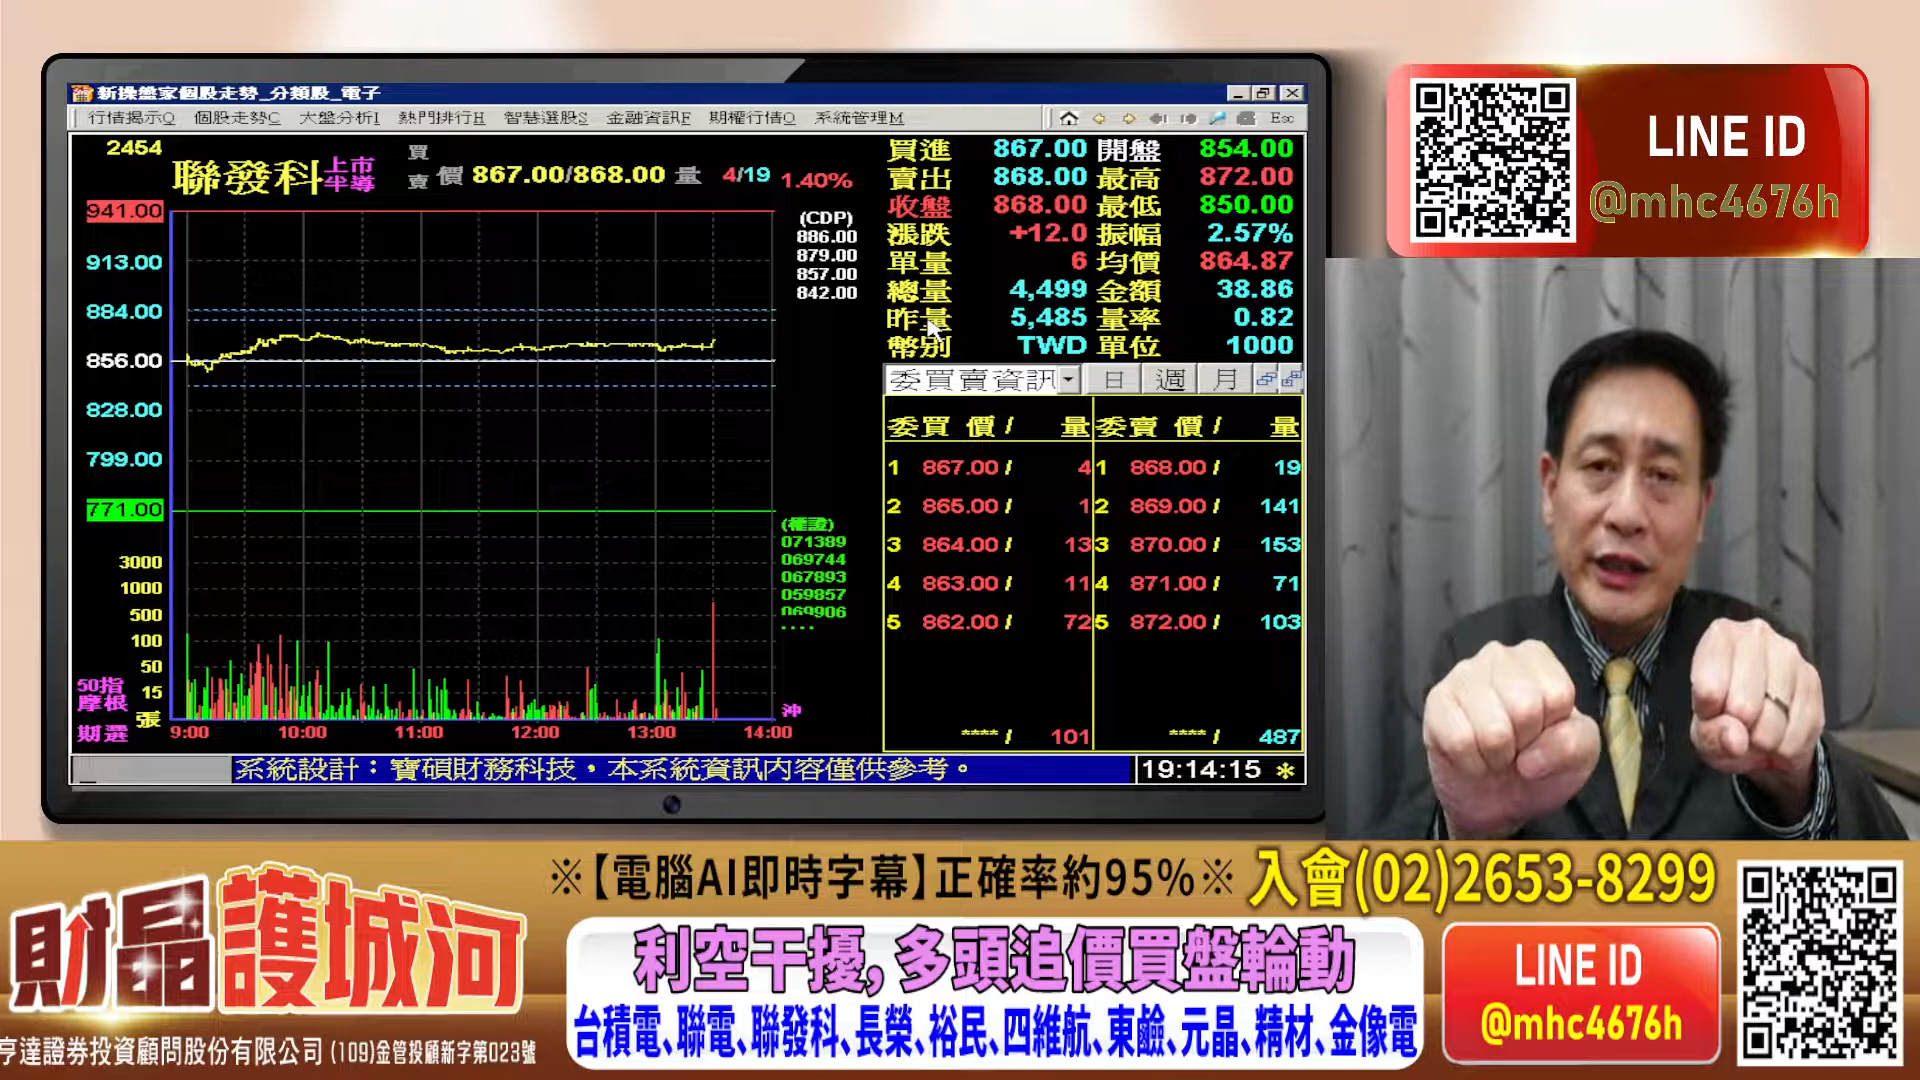 新操盤家個股走勢_分類股_電子
行情揭示Q 個股走勢C 大盤分析I 熱門排行H 智慧選股S 金融資訊F 期權行情O 系統管理M Esc
2454 聯發科 上市 半導 買 賣 價 867.00/868.00 量 4/19 1.40%
買進 867.00 開盤 854.00
賣出 868.00 最高 872.00
收盤 868.00 最低 850.00
漲跌 +12.0 振幅 2.57%
單量 6 均價 864.87
總量 4,499 金額 38.86
昨量 5,485 量率 0.82
幣別 TWD 單位 1000
941.00
913.00
884.00
856.00
828.00
799.00
771.00
3000
1000
500
100
50
15
張
50指
摩根
期選
(CDP)
886.00
879.00
857.00
842.00
(權證)
071389
069744
067893
059857
069906
....
沖
9:00 10:00 11:00 12:00 13:00 14:00
委買賣資訊 日 週 月
委買 價/ 量 委賣 價/ 量
1 867.00/ 4 1 868.00/ 19
2 865.00/ 1 2 869.00/ 141
3 864.00/ 13 3 870.00/ 153
4 863.00/ 11 4 871.00/ 71
5 862.00/ 72 5 872.00/ 103
****/ 101 ****/ 487
系統設計：寶碩財務科技，本系統資訊內容僅供參考。 19:14:15 *
LINE ID
@mhc4676h
※【電腦AI即時字幕】正確率約95%※ 入會(02)2653-8299
財晶護城河
利空干擾,多頭追價買盤輪動
台積電、聯電、聯發科、長榮、裕民、四維航、東鹼、元晶、精材、金像電
LINE ID
@mhc4676h
亨達證券投資顧問股份有限公司 (109)金管投顧新字第023號